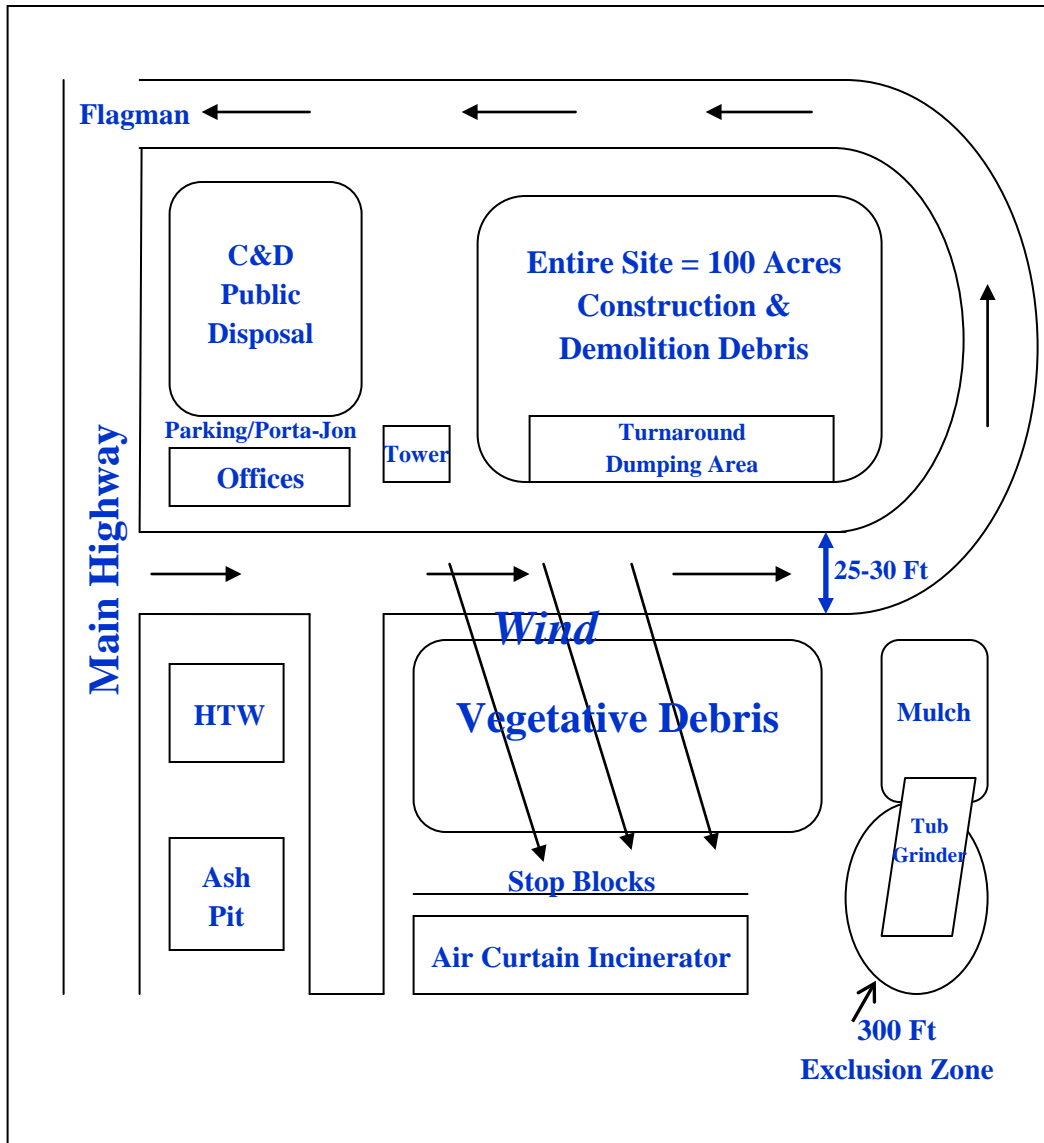 Flagman
C&D
Public
Disposal
Entire Site = 100 Acres
Construction &
Demolition Debris
Parking/Porta-Jon
Offices
Tower
Turnaround
Dumping Area
Main Highway
25-30 Ft
Wind
HTW
Vegetative Debris
Mulch
Tub
Grinder
Ash
Pit
Stop Blocks
Air Curtain Incinerator
300 Ft
Exclusion Zone